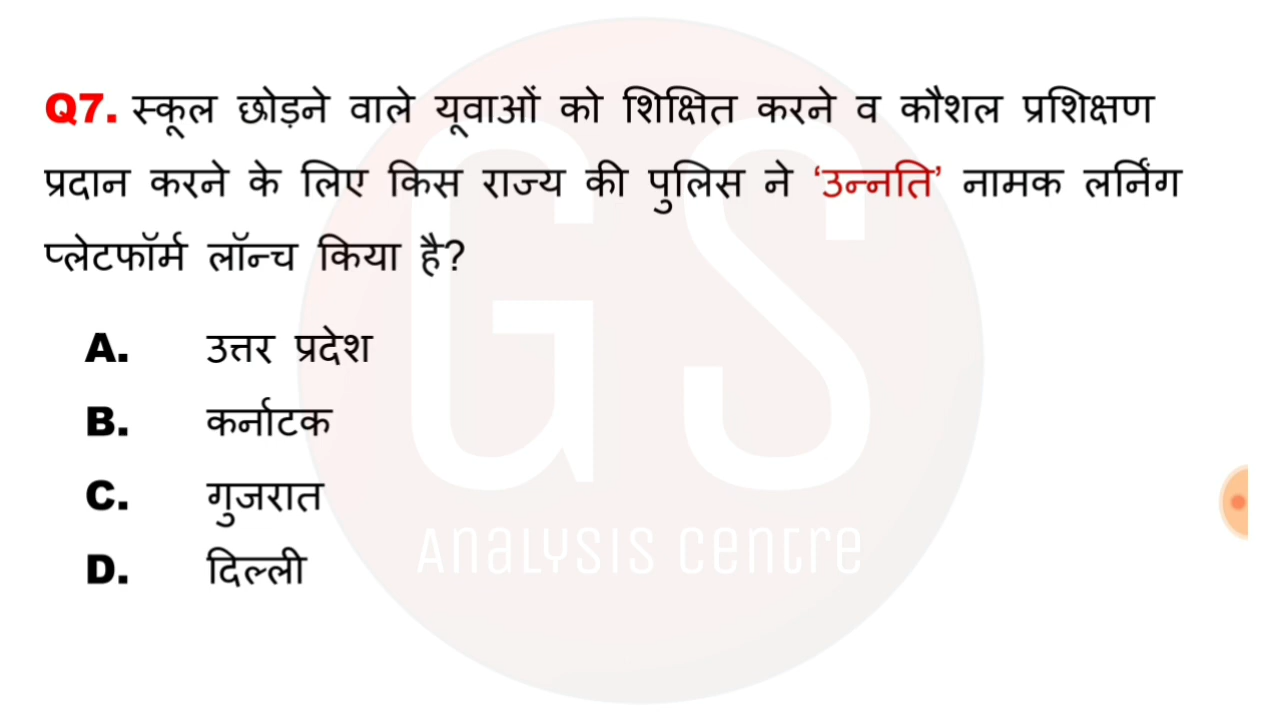 Q7. स्कूल छोड़ने वाले यूवाओं को शिक्षित करने व कौशल प्रशिक्षण
प्रदान करने के लिए किस राज्य की पुलिस ने ‘उन्नति’ नामक लर्निंग
प्लेटफॉर्म लॉन्च किया है?
A. उत्तर प्रदेश
B. कर्नाटक
C. गुजरात
D. दिल्ली
GS
Analysis Centre